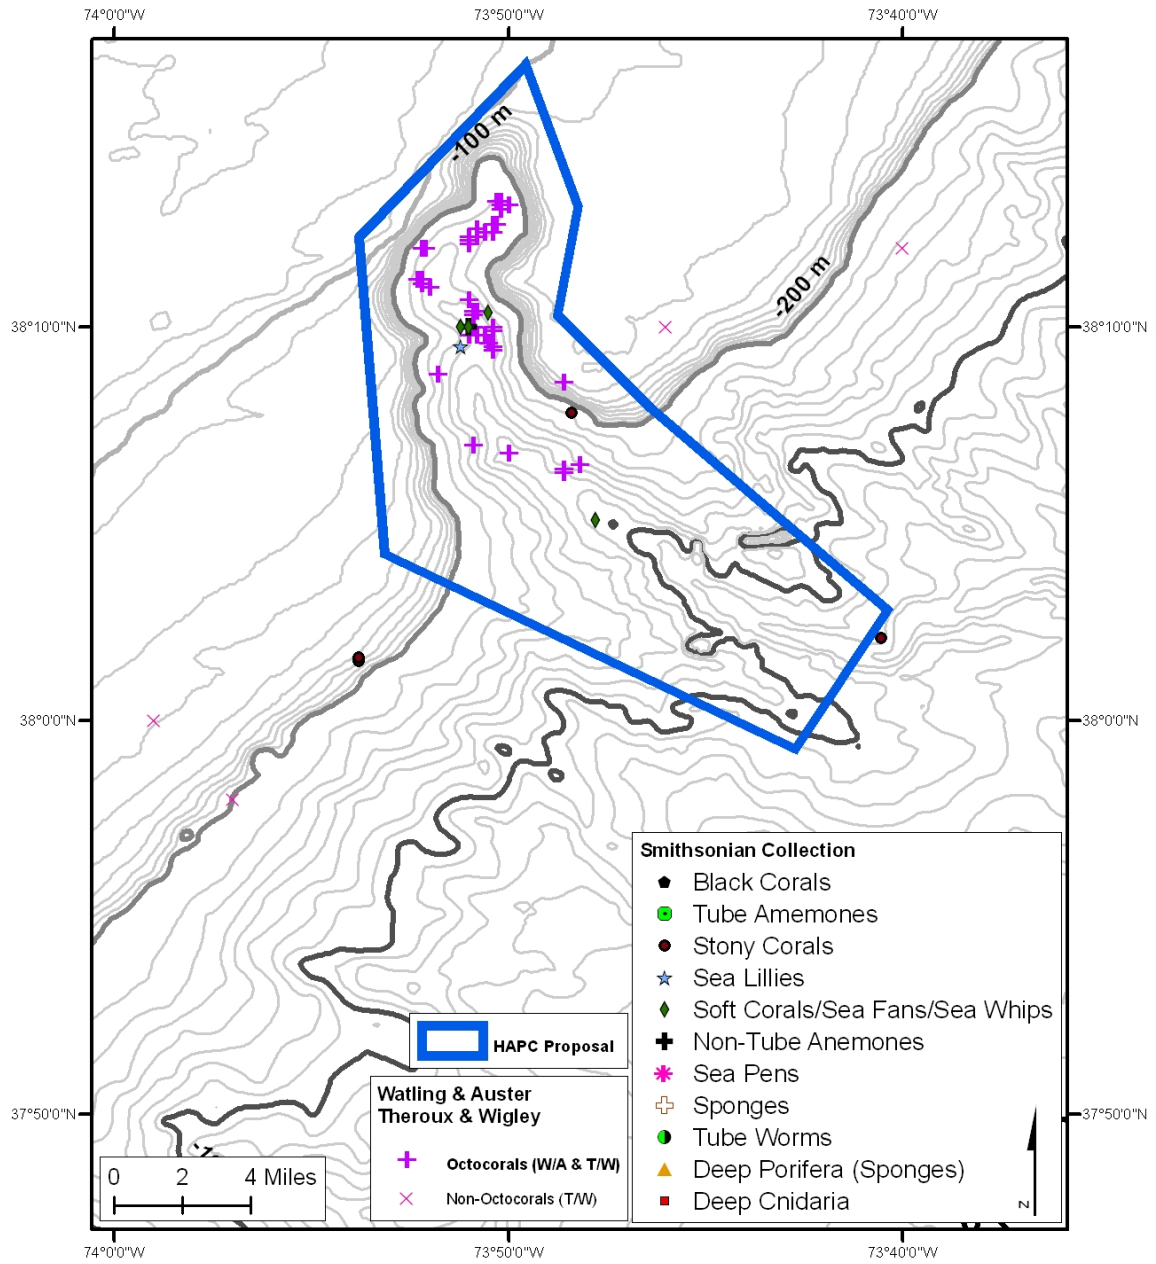 74°0'0"W 73°50'0"W 73°40'0"W
-100 m
-200 m
38°10'0"N 38°10'0"N
38°0'0"N 38°0'0"N
Smithsonian Collection
Black Corals
Tube Amemones
Stony Corals
Sea Lillies
Soft Corals/Sea Fans/Sea Whips
Non-Tube Anemones
Sea Pens
Sponges
Tube Worms
Deep Porifera (Sponges)
Deep Cnidaria
HAPC Proposal
Watling & Auster
Theroux & Wigley
Octocorals (W/A & T/W)
Non-Octocorals (T/W)
37°50'0"N 37°50'0"N
0 2 4 Miles
N
74°0'0"W 73°50'0"W 73°40'0"W